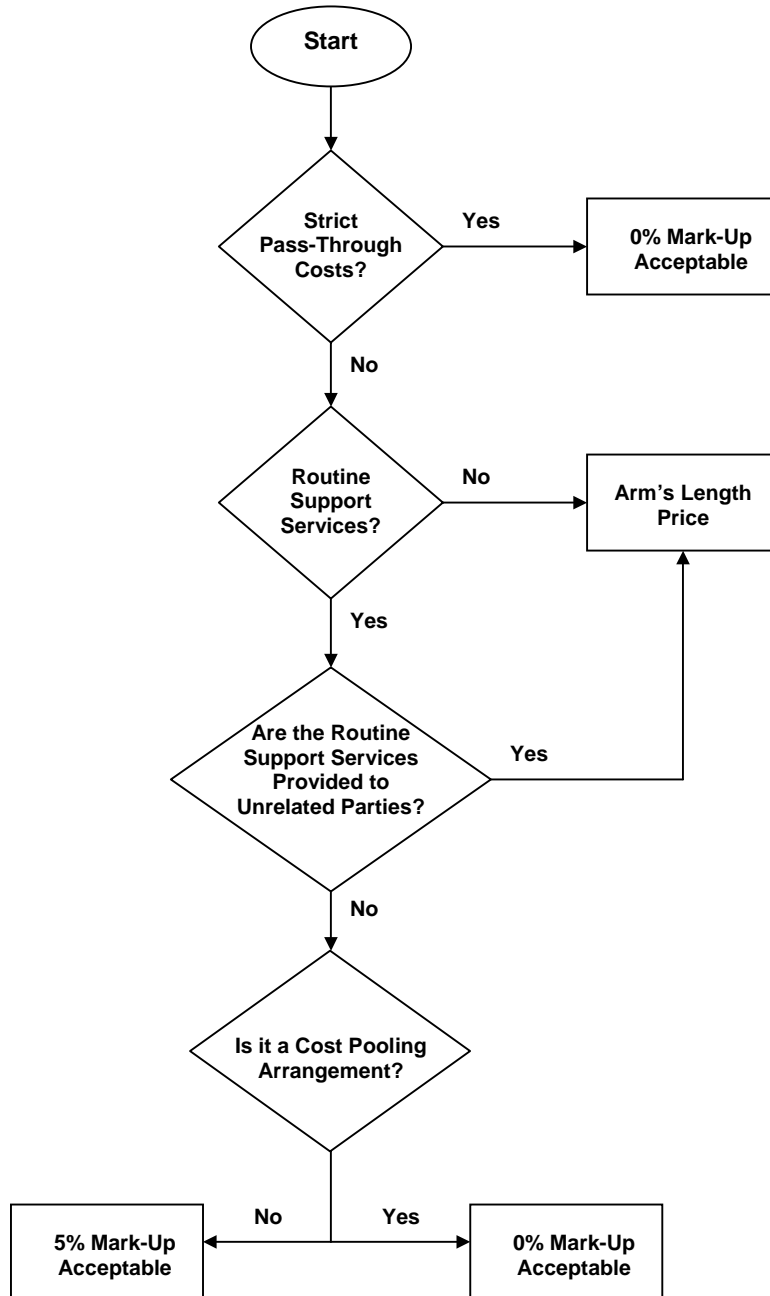 Start
Strict
Pass-Through
Costs?
Yes
0% Mark-Up
Acceptable
No
Routine
Support
Services?
No
Arm's Length
Price
Yes
Are the Routine
Support Services
Provided to
Unrelated Parties?
Yes
No
Is it a Cost Pooling
Arrangement?
No
Yes
5% Mark-Up
Acceptable
0% Mark-Up
Acceptable